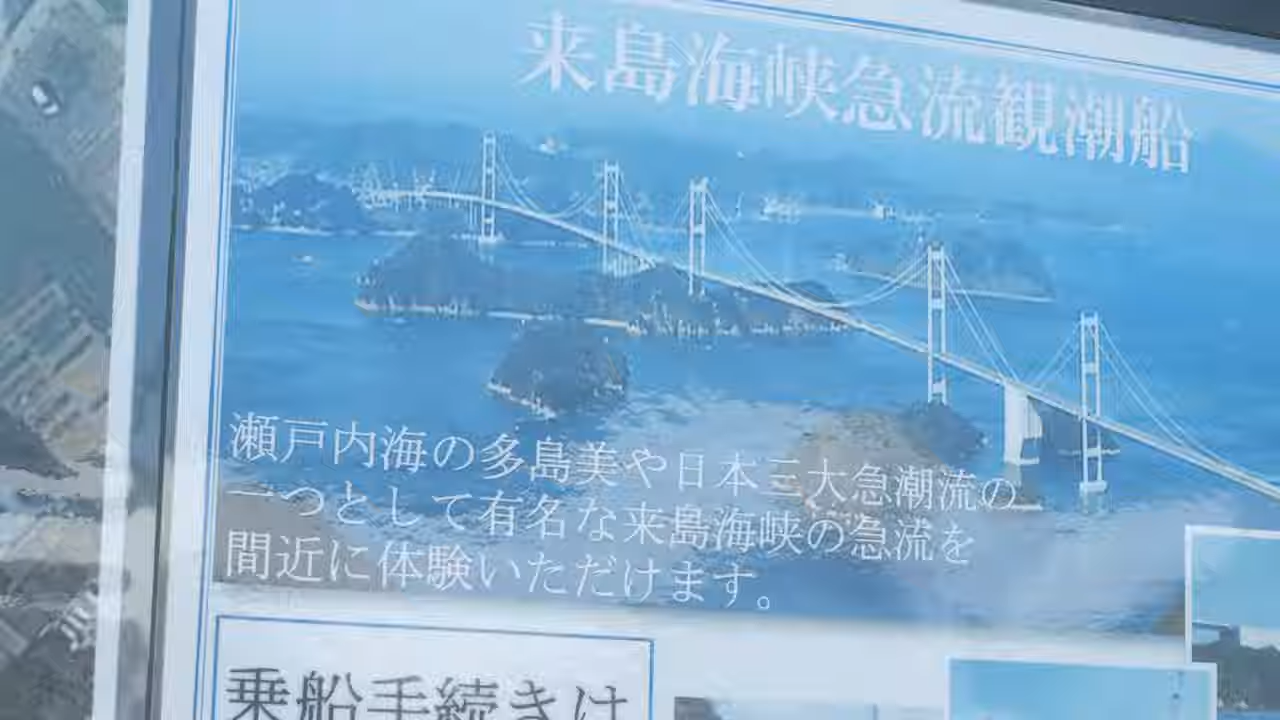 来島海峡急流観潮船
瀬戸内海の多島美や日本三大急潮流の
一つとして有名な来島海峡の急流を
間近に体験いただけます。
乗船手続きは